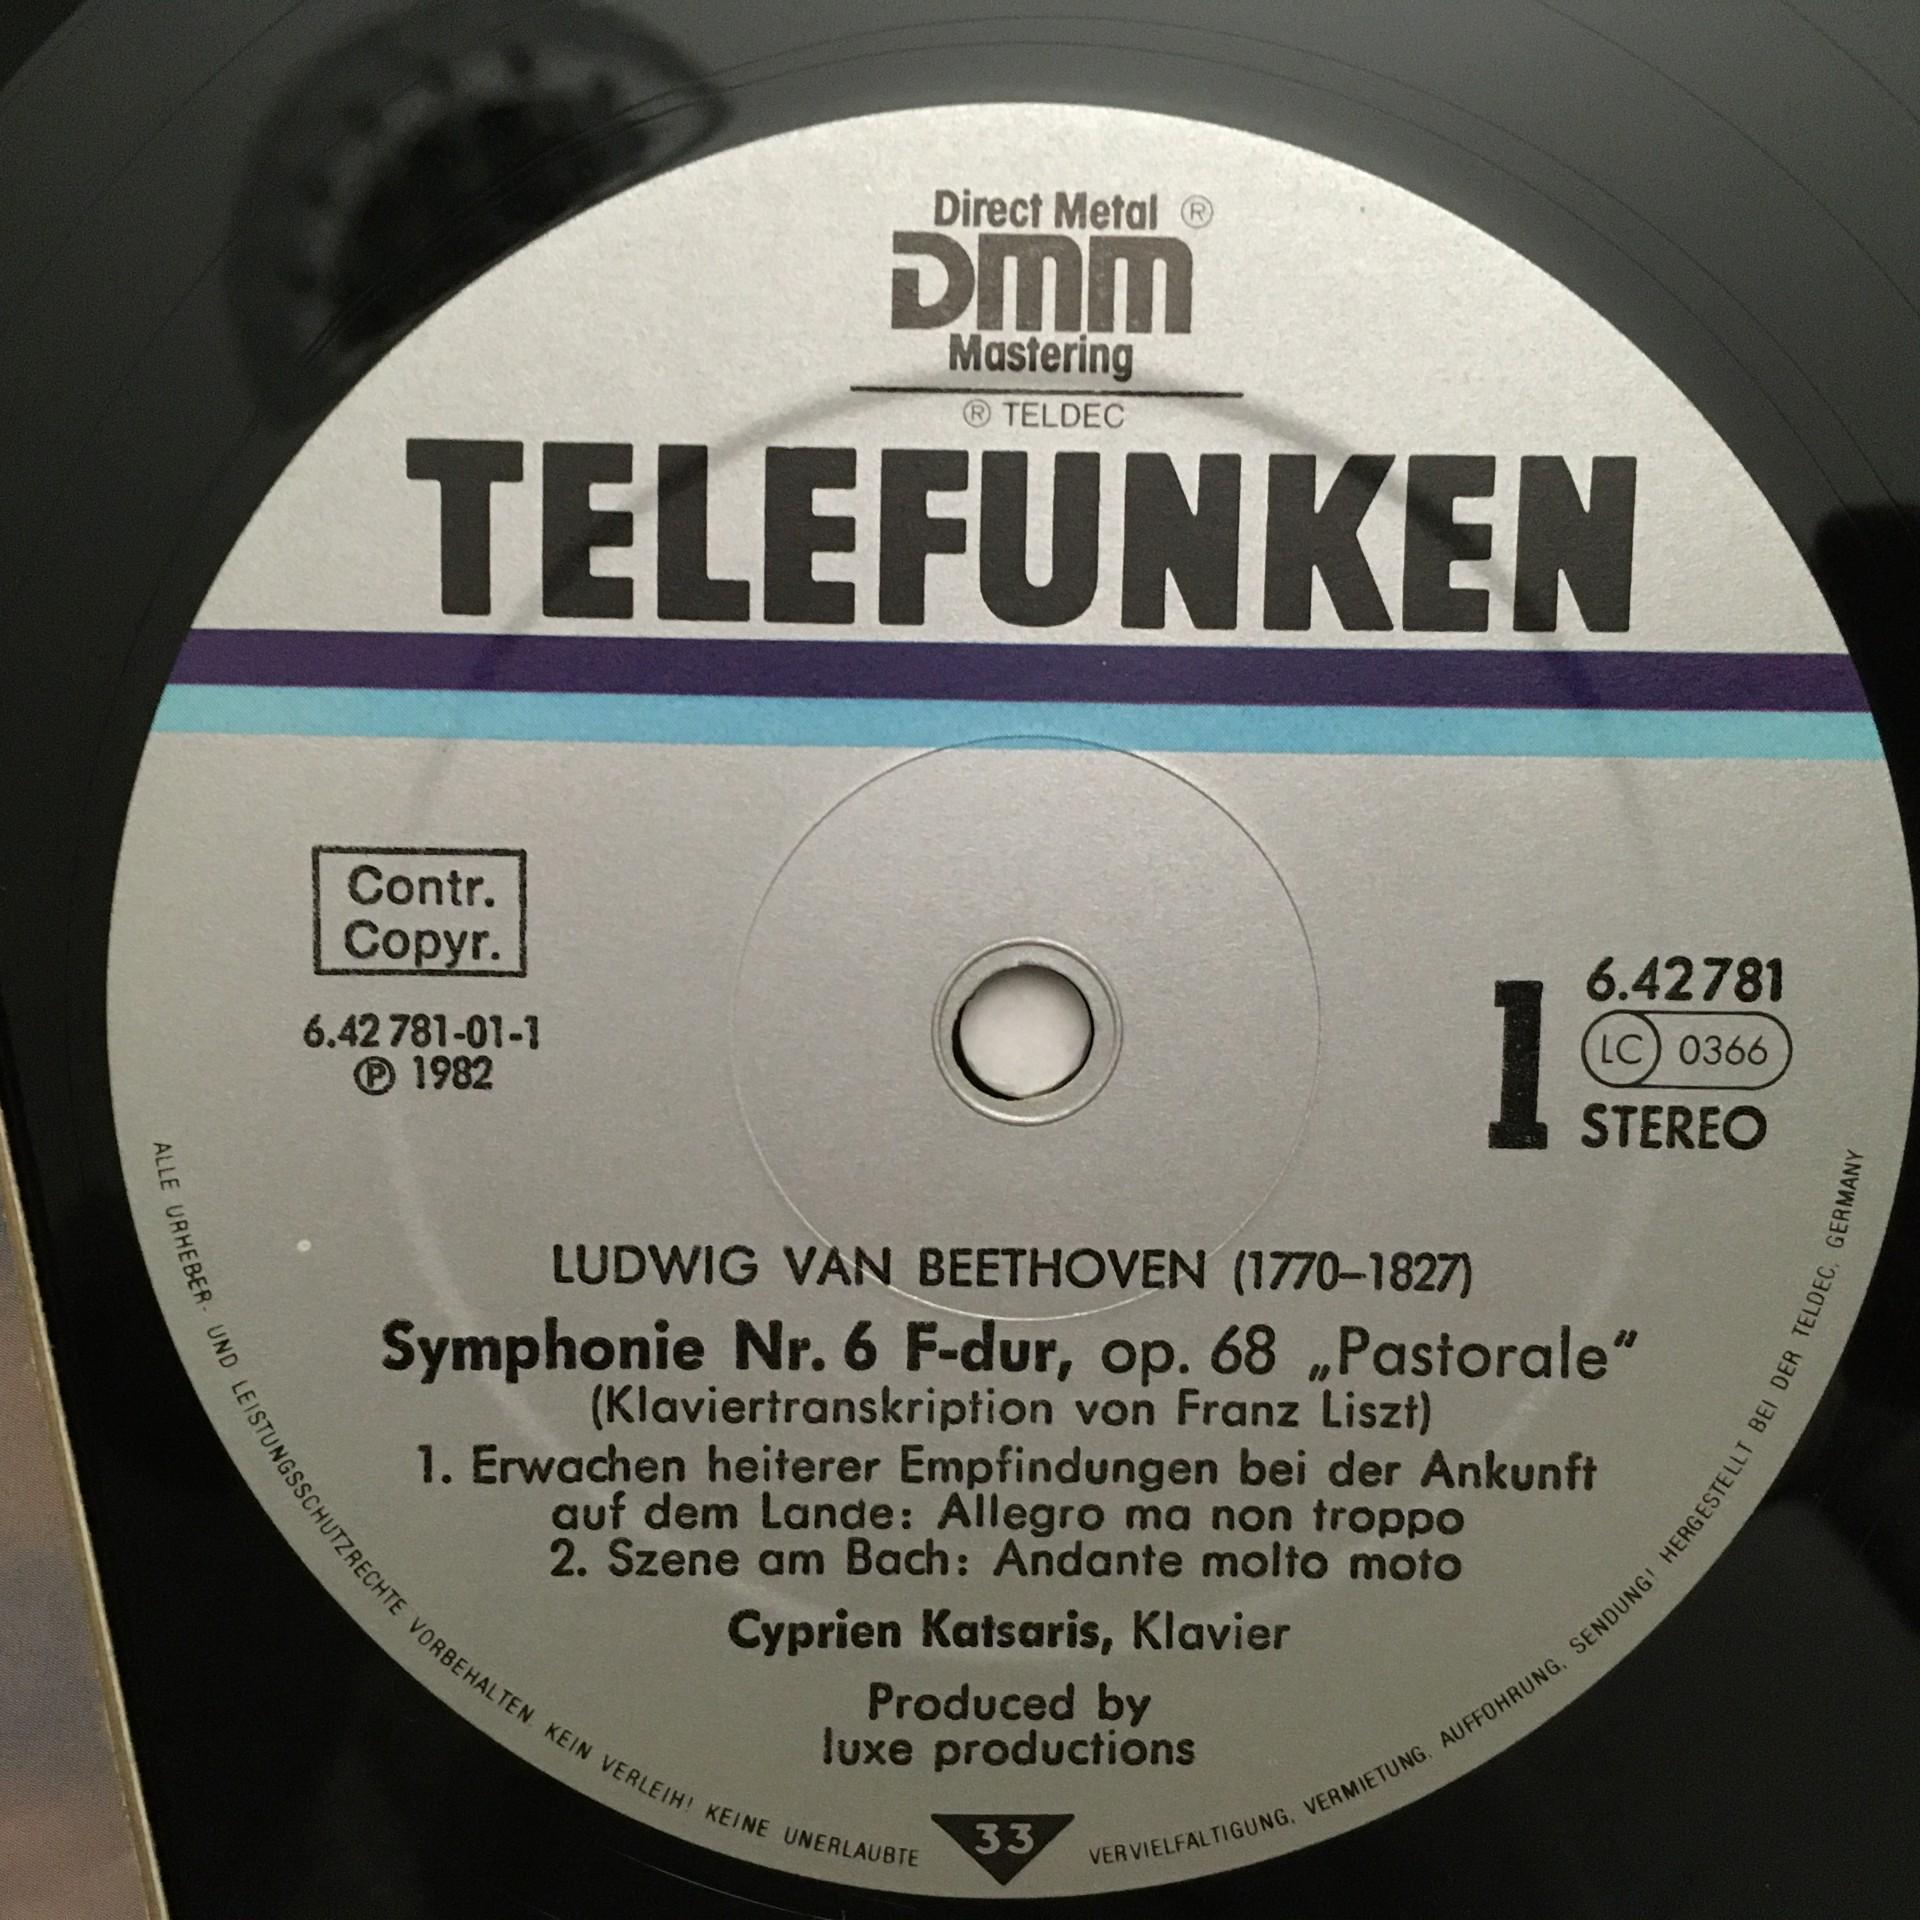 Direct Metal ®
DMM
Mastering
® TELDEC
TELEFUNKEN
Contr.
Copyr.
6.42 781-01-1
℗ 1982
1
6.42781
LC 0366
STEREO
LUDWIG VAN BEETHOVEN (1770–1827)
Symphonie Nr. 6 F-dur, op. 68 „Pastorale“
(Klaviertranskription von Franz Liszt)
1. Erwachen heiterer Empfindungen bei der Ankunft
auf dem Lande: Allegro ma non troppo
2. Szene am Bach: Andante molto moto
Cyprien Katsaris, Klavier
Produced by
luxe productions
33
ALLE URHEBER- UND LEISTUNGSSCHUTZRECHTE VORBEHALTEN. KEIN VERLEIH! KEINE UNERLAUBTE VERVIELFÄLTIGUNG, VERMIETUNG, AUFFÜHRUNG, SENDUNG! HERGESTELLT BEI DER TELDEC, GERMANY